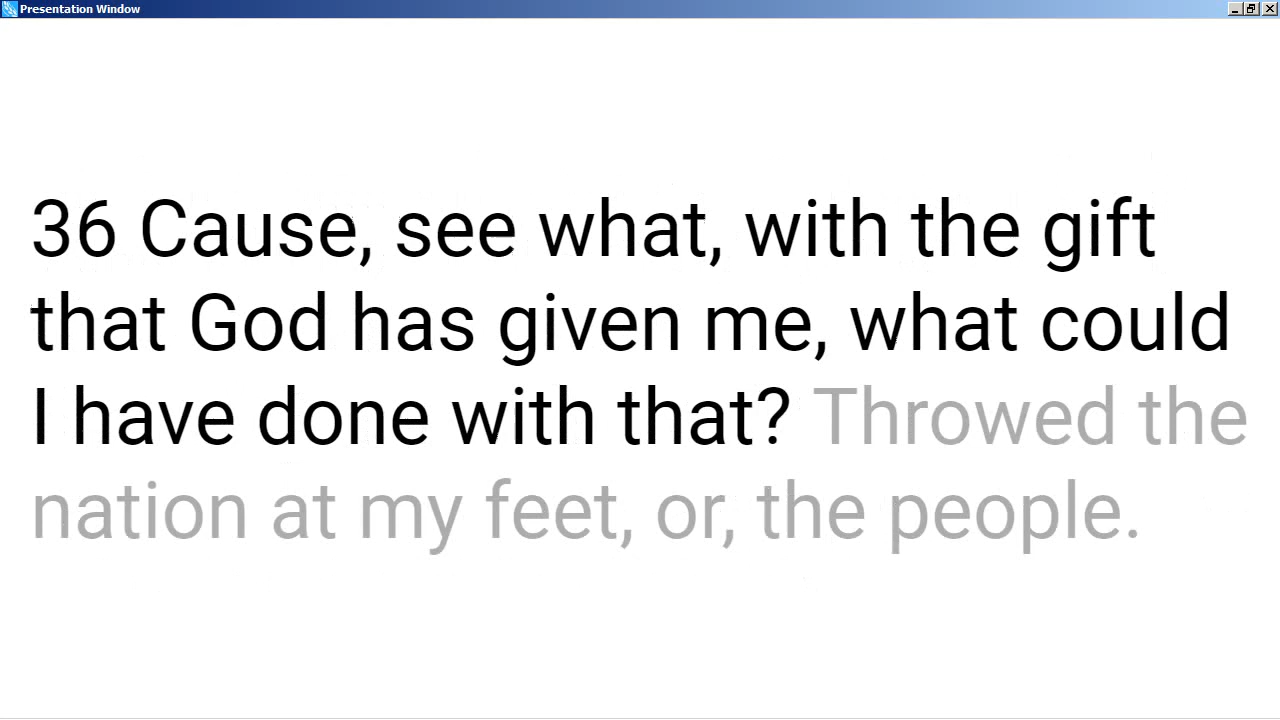 Presentation Window
36 Cause, see what, with the gift
that God has given me, what could
I have done with that? Throwed the
nation at my feet, or, the people.